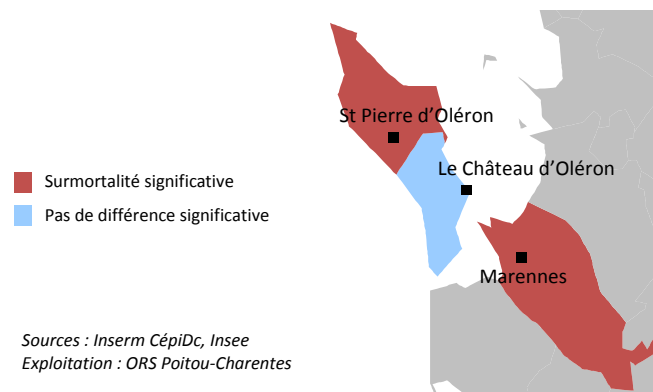 St Pierre d’Oléron
Le Château d’Oléron
Surmortalité significative
Pas de différence significative
Marennes
Sources : Inserm CépiDc, Insee
Exploitation : ORS Poitou-Charentes